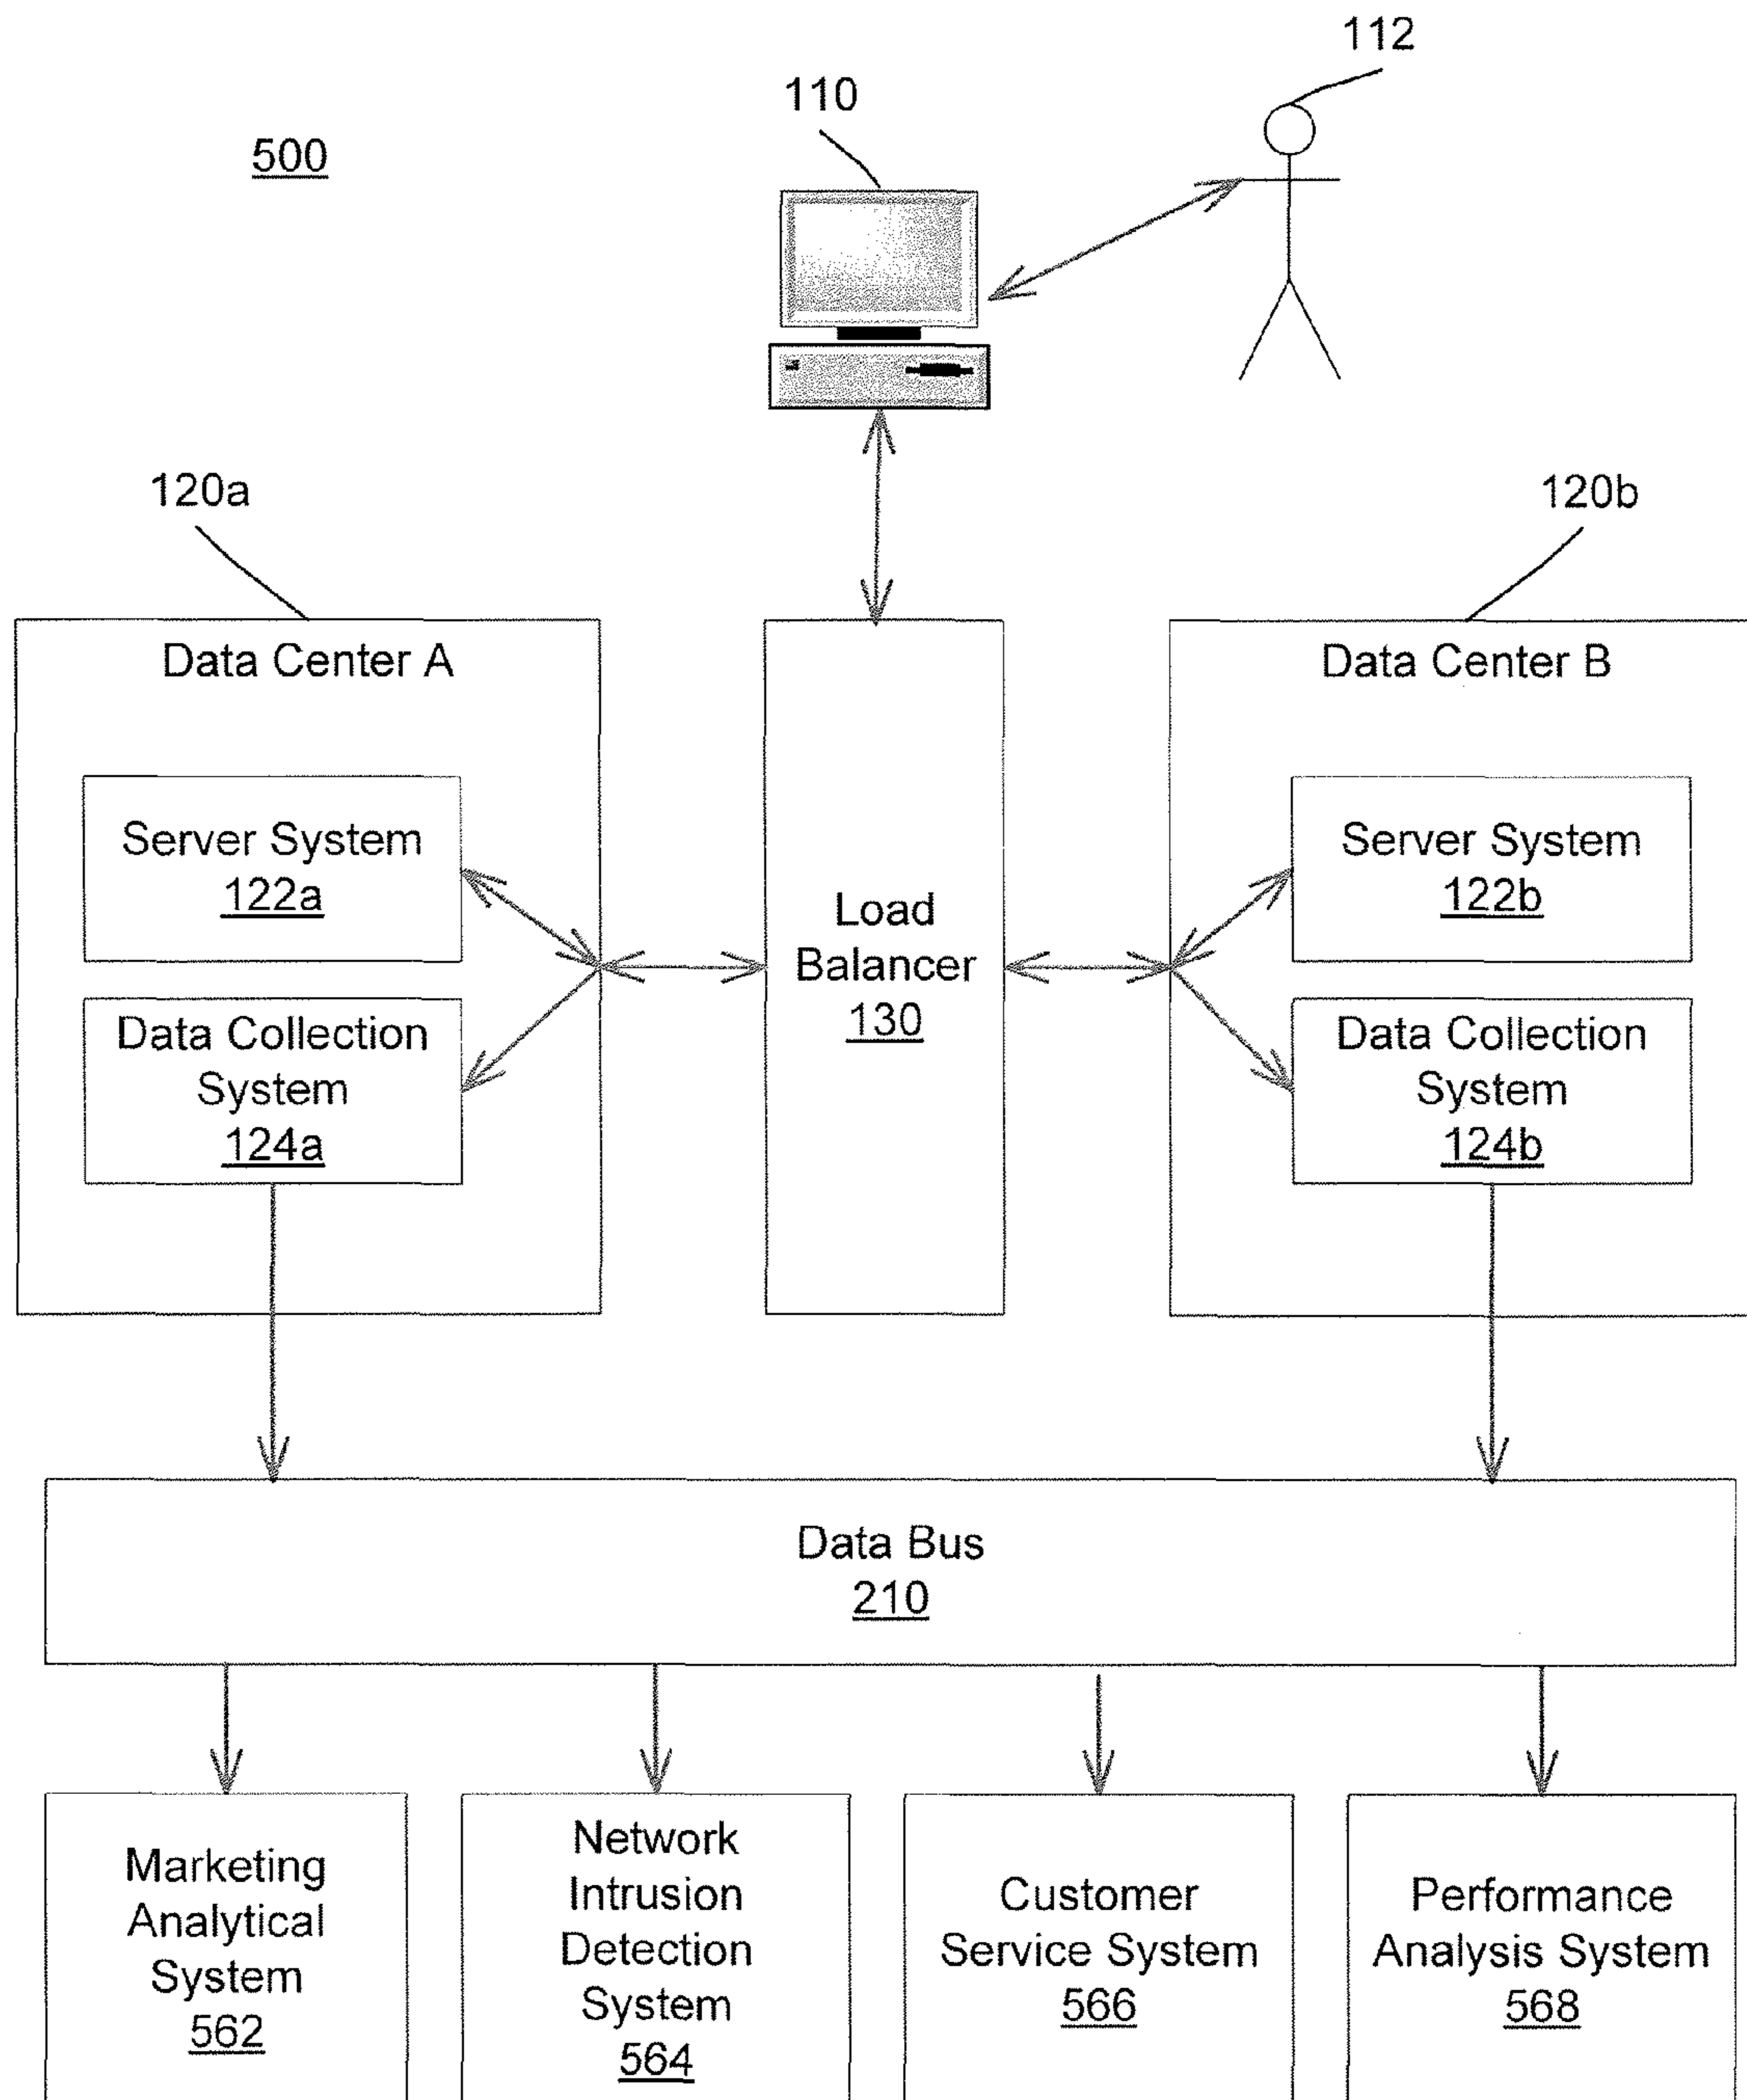 112
110
500
120a
120b
Data Center A
Data Center B
Server System
122a
Server System
122b
Load
Balancer
130
Data Collection
System
124a
Data Collection
System
124b
Data Bus
210
Marketing
Analytical
System
562
Network
Intrusion
Detection
System
564
Customer
Service System
566
Performance
Analysis System
568